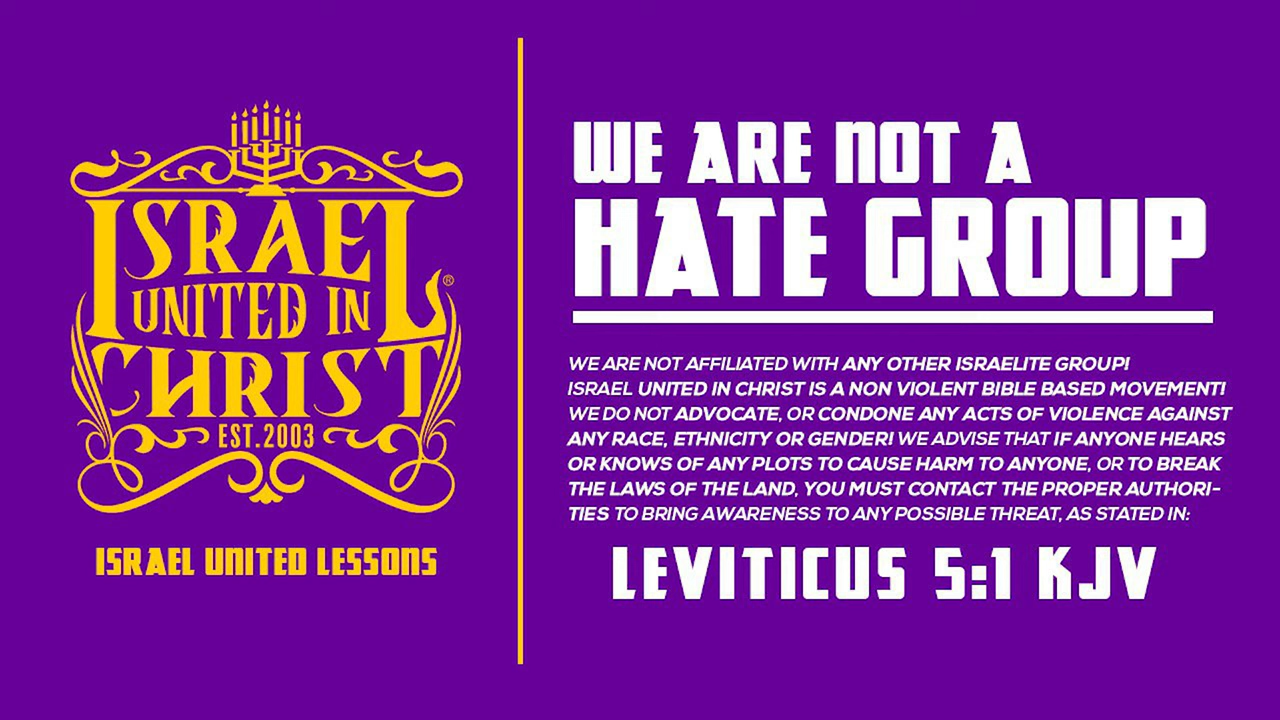 ISRAEL
UNITED IN
CHRIST
®
EST.2003
ISRAEL UNITED LESSONS
WE ARE NOT A
HATE GROUP
WE ARE NOT AFFILIATED WITH ANY OTHER ISRAELITE GROUP!
ISRAEL UNITED IN CHRIST IS A NON VIOLENT BIBLE BASED MOVEMENT!
WE DO NOT ADVOCATE, OR CONDONE ANY ACTS OF VIOLENCE AGAINST
ANY RACE, ETHNICITY OR GENDER! WE ADVISE THAT IF ANYONE HEARS
OR KNOWS OF ANY PLOTS TO CAUSE HARM TO ANYONE, OR TO BREAK
THE LAWS OF THE LAND, YOU MUST CONTACT THE PROPER AUTHORI-
TIES TO BRING AWARENESS TO ANY POSSIBLE THREAT, AS STATED IN:
LEVITICUS 5:1 KJV